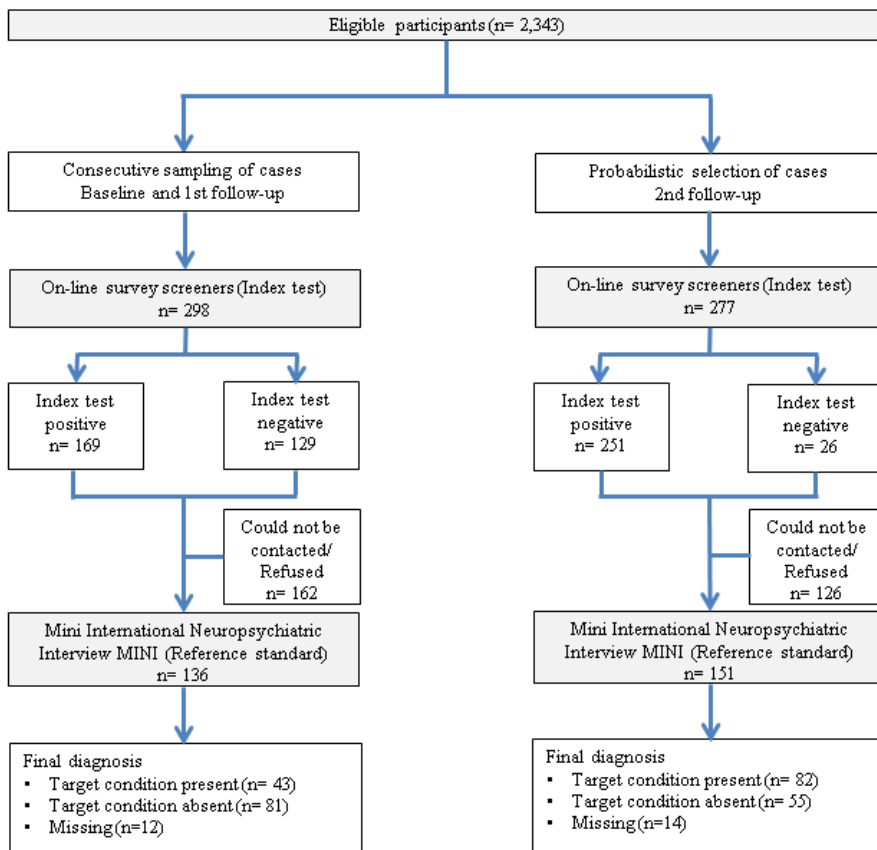 Eligible participants (n= 2,343)
Consecutive sampling of cases
Baseline and 1st follow-up
On-line survey screeners (Index test)
n= 298
Index test
positive
n= 169
Index test
negative
n= 129
Could not be
contacted/
Refused
n= 162
Mini International Neuropsychiatric
Interview MINI (Reference standard)
n= 136
Final diagnosis
▪ Target condition present (n= 43)
▪ Target condition absent (n= 81)
▪ Missing (n=12)
Probabilistic selection of cases
2nd follow-up
On-line survey screeners (Index test)
n= 277
Index test
positive
n= 251
Index test
negative
n= 26
Could not be
contacted/
Refused
n= 126
Mini International Neuropsychiatric
Interview MINI (Reference standard)
n= 151
Final diagnosis
▪ Target condition present (n= 82)
▪ Target condition absent (n= 55)
▪ Missing (n=14)